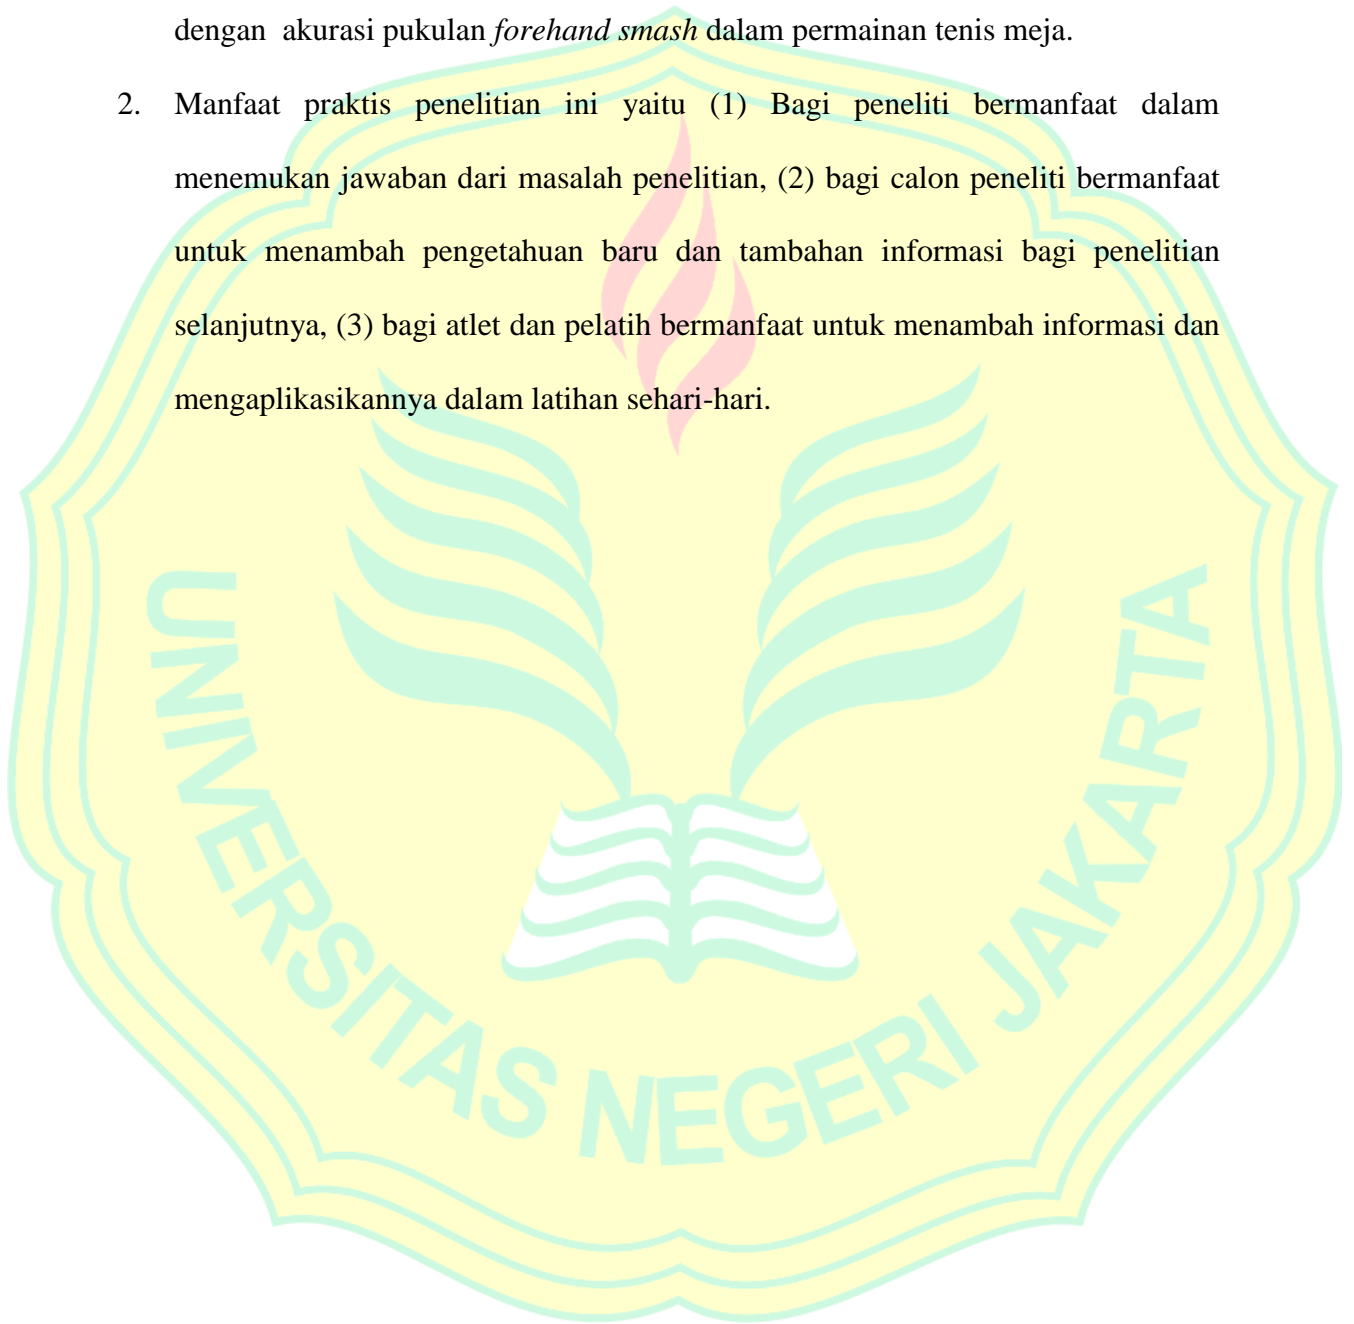 dengan akurasi pukulan forehand smash dalam permainan tenis meja.
2. Manfaat praktis penelitian ini yaitu (1) Bagi peneliti bermanfaat dalam
menemukan jawaban dari masalah penelitian, (2) bagi calon peneliti bermanfaat
untuk menambah pengetahuan baru dan tambahan informasi bagi penelitian
selanjutnya, (3) bagi atlet dan pelatih bermanfaat untuk menambah informasi dan
mengaplikasikannya dalam latihan sehari-hari.
UNIVERSITAS NEGERI JAKARTA